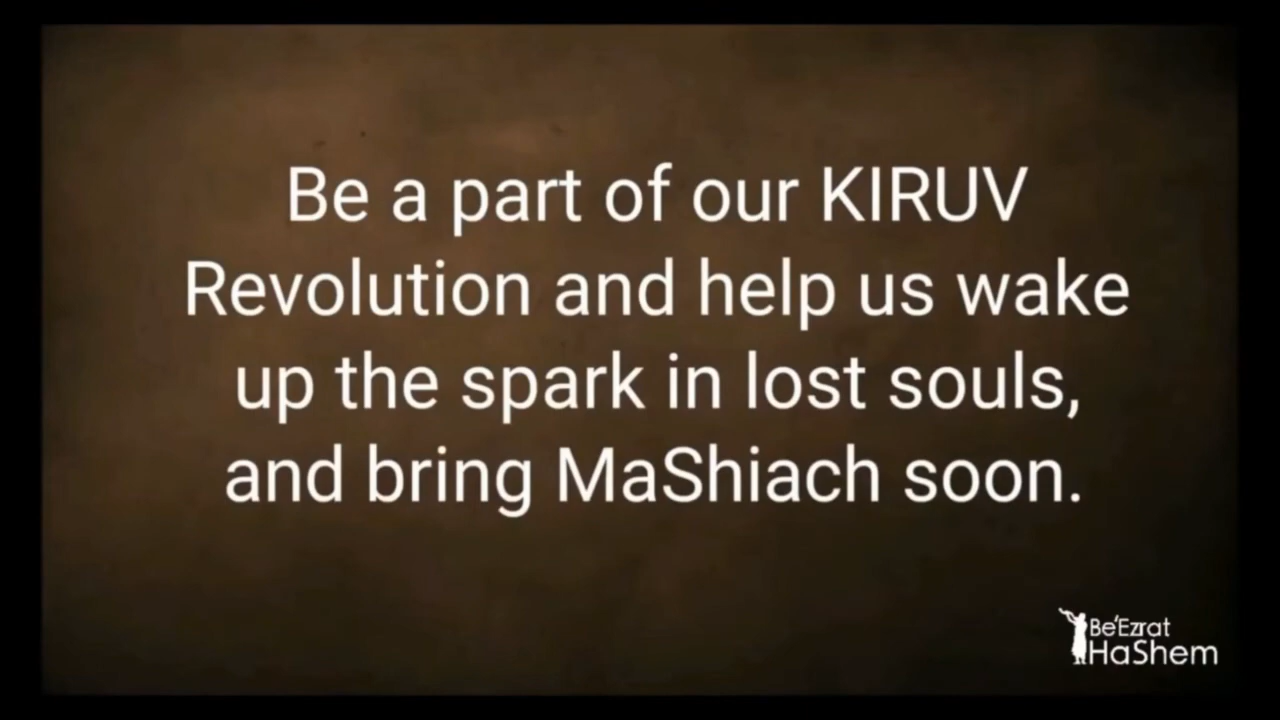 Be a part of our KIRUV
Revolution and help us wake
up the spark in lost souls,
and bring MaShiach soon.
Be'Ezrat
HaShem